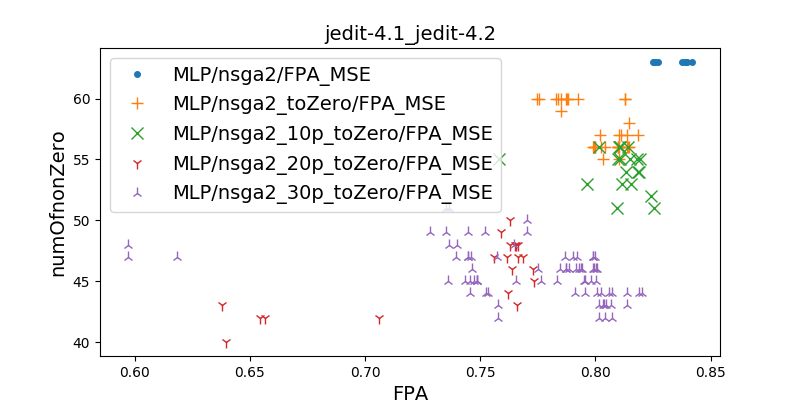 jedit-4.1_jedit-4.2
MLP/nsga2/FPA_MSE
MLP/nsga2_toZero/FPA_MSE
MLP/nsga2_10p_toZero/FPA_MSE
MLP/nsga2_20p_toZero/FPA_MSE
MLP/nsga2_30p_toZero/FPA_MSE
numOfnonZero
60
55
50
45
40
0.60 0.65 0.70 0.75 0.80 0.85
FPA